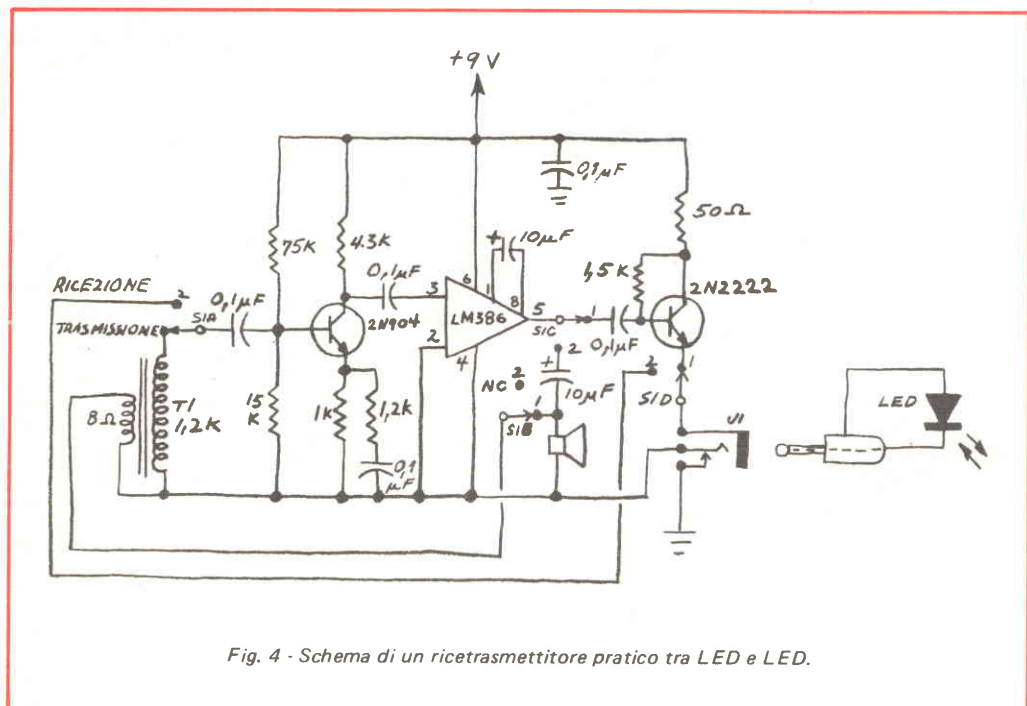 +9 V
0,1µF
50Ω
75K
4.3K
10µF
+
1,5K
2N2222
RICEZIONE
2
0,1µF
0,1µF
3
6
1
8
5
1
TRASMISSIONE
S1A
2N904
2
LM386
4
S1C
0,1µF
2
1
2
+
NC
2
10µF
S1D
LED
8Ω
T1
1,2K
15
K
1K
1,2K
1
S1B
J1
0,1
µF
Fig. 4 - Schema di un ricetrasmettitore pratico tra LED e LED.